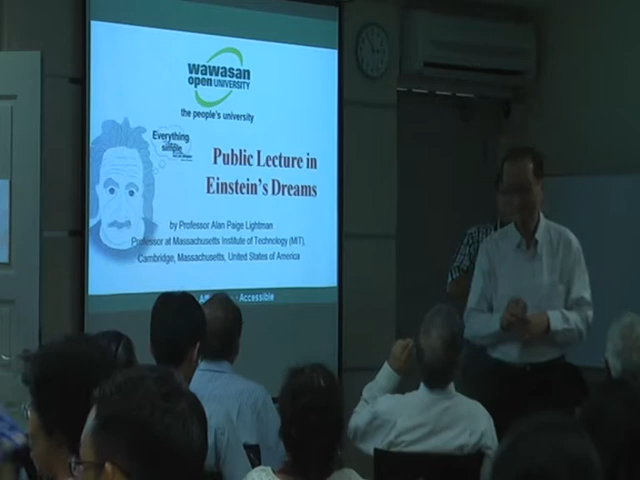 wawasan
open UNIVERSITY
the people's university
Everything
simple
Public Lecture in
Einstein's Dreams
by Professor Alan Paige Lightman
Professor at Massachusetts Institute of Technology (MIT),
Cambridge, Massachusetts, United States of America
Accessible